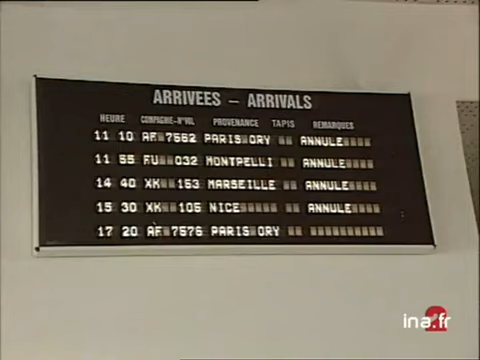 ARRIVEES – ARRIVALS
HEURE COMPAGNIE-N°VOL PROVENANCE TAPIS REMARQUES
11 10 AF 7562 PARIS ORY ANNULE
11 55 FU 032 MONTPELLI ANNULE
14 40 XK 153 MARSEILLE ANNULE
15 30 XK 105 NICE ANNULE
17 20 AF 7576 PARIS ORY
ina.fr
2